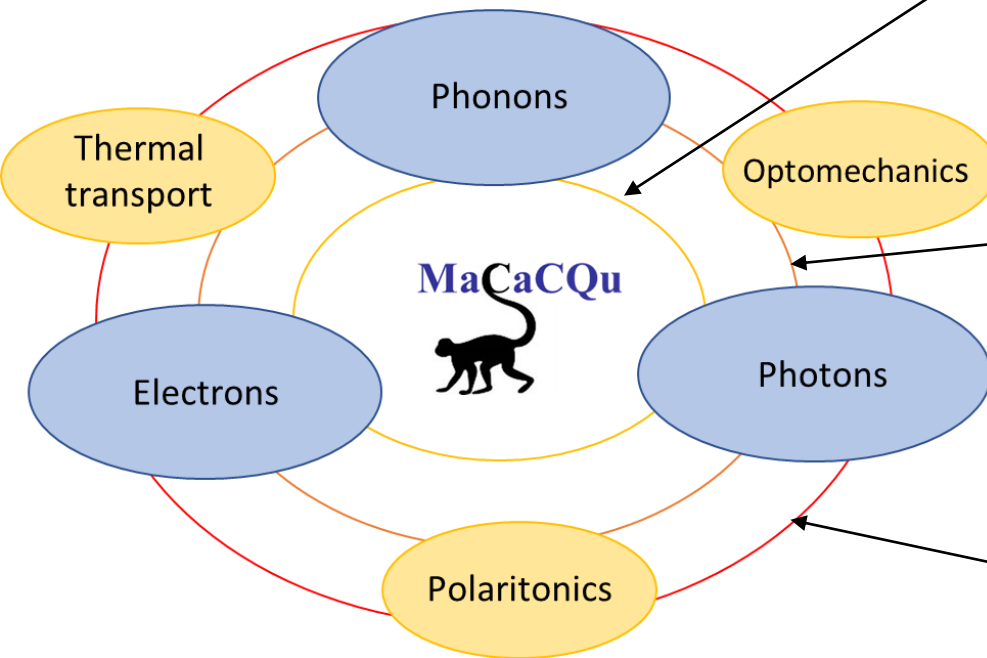 Phonons
Thermal
transport
Optomechanics
MaCaCQu
Electrons
Photons
Polaritonics